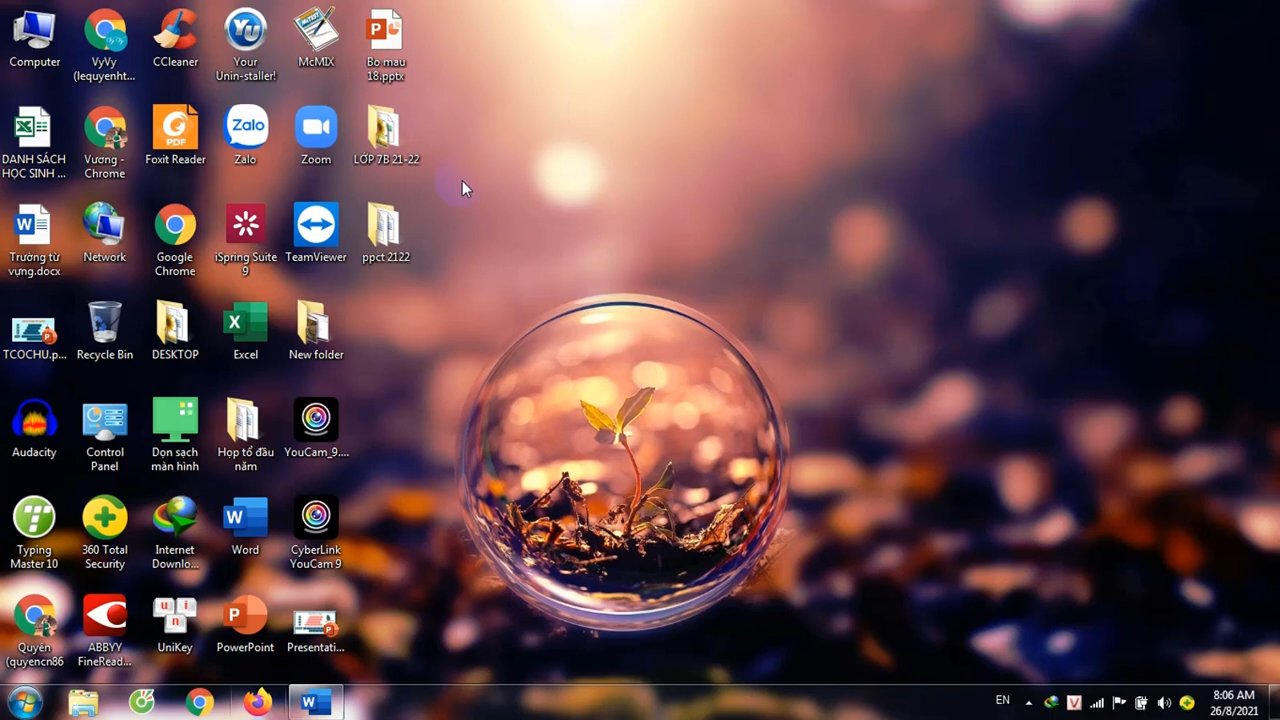 Computer
VyVy
(lequyenht...
CCleaner
Your
Unin-staller!
McMIX
Bo mau
18.pptx
DANH SÁCH
HỌC SINH ...
Vương -
Chrome
Foxit Reader
Zalo
Zoom
LỚP 7B 21-22
Trường từ
vựng.docx
Network
Google
Chrome
iSpring Suite
9
TeamViewer
ppct 2122
TCOCHU.p...
Recycle Bin
DESKTOP
Excel
New folder
Audacity
Control
Panel
Dọn sạch
màn hình
Họp tổ đầu
năm
YouCam_9....
Typing
Master 10
360 Total
Security
Internet
Downlo...
Word
CyberLink
YouCam 9
Quyên
(quyencn86
ABBYY
FineRead...
UniKey
PowerPoint
Presentati...
EN
8:06 AM
26/8/2021